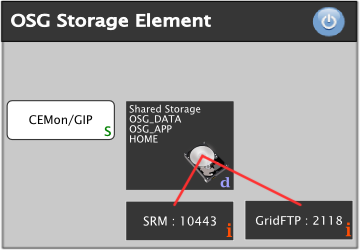 OSG Storage Element
CEMon/GIP
S
Shared Storage
OSG_DATA
OSG_APP
HOME
d
SRM : 10443
i
GridFTP : 2118
i